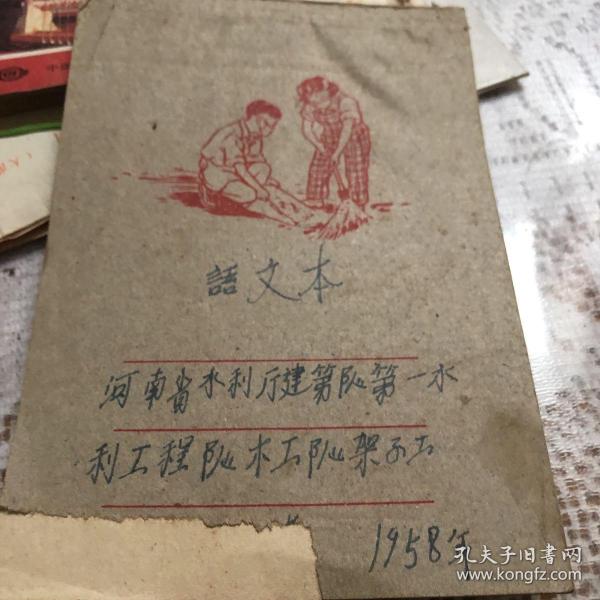 語文本
河南省水利厅建筑队第一水
利工程队木工队架子工
1958年
孔夫子旧书网
www.kongfz.com